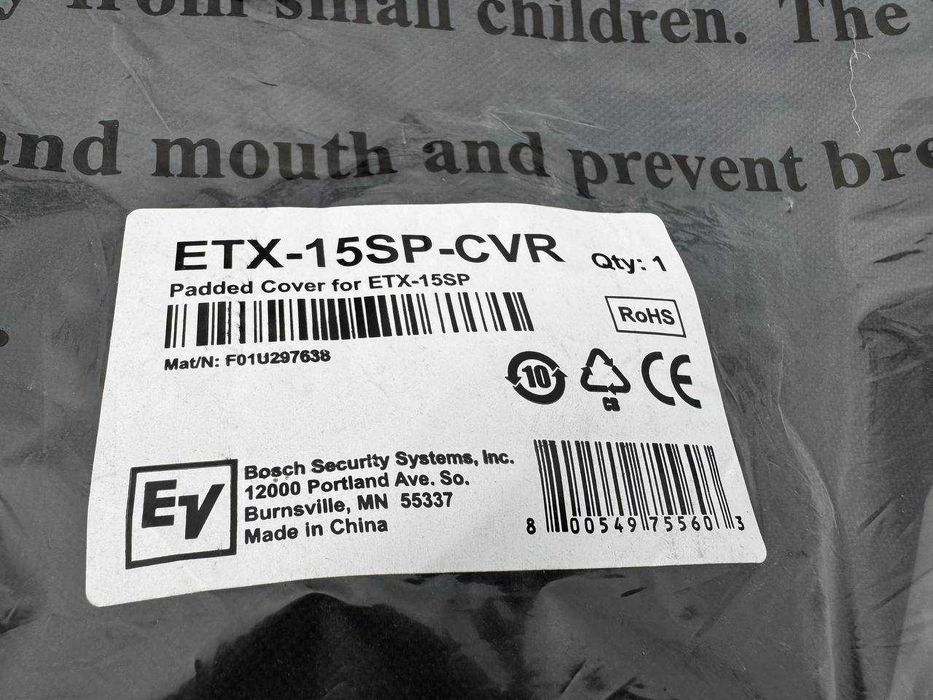 from small children. The
and mouth and prevent
ETX-15SP-CVR
Qty: 1
Padded Cover for ETX-15SP
RoHS
Mat/N: F01U297638
10
C3
EV
Bosch Security Systems, Inc.
12000 Portland Ave. So.
Burnsville, MN 55337
Made in China
8 00549 75560 3
CE